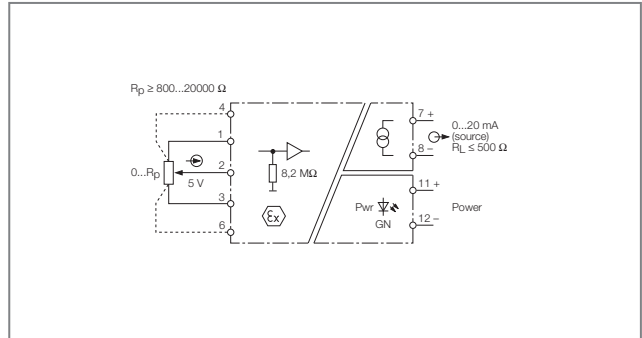 Rp ≥ 800...20000 Ω
4
1
2
3
6
0...Rp
5 V
8,2 MΩ
Ex
7 +
8 –
0...20 mA
(source)
RL ≤ 500 Ω
11 +
12 –
Pwr
GN
Power